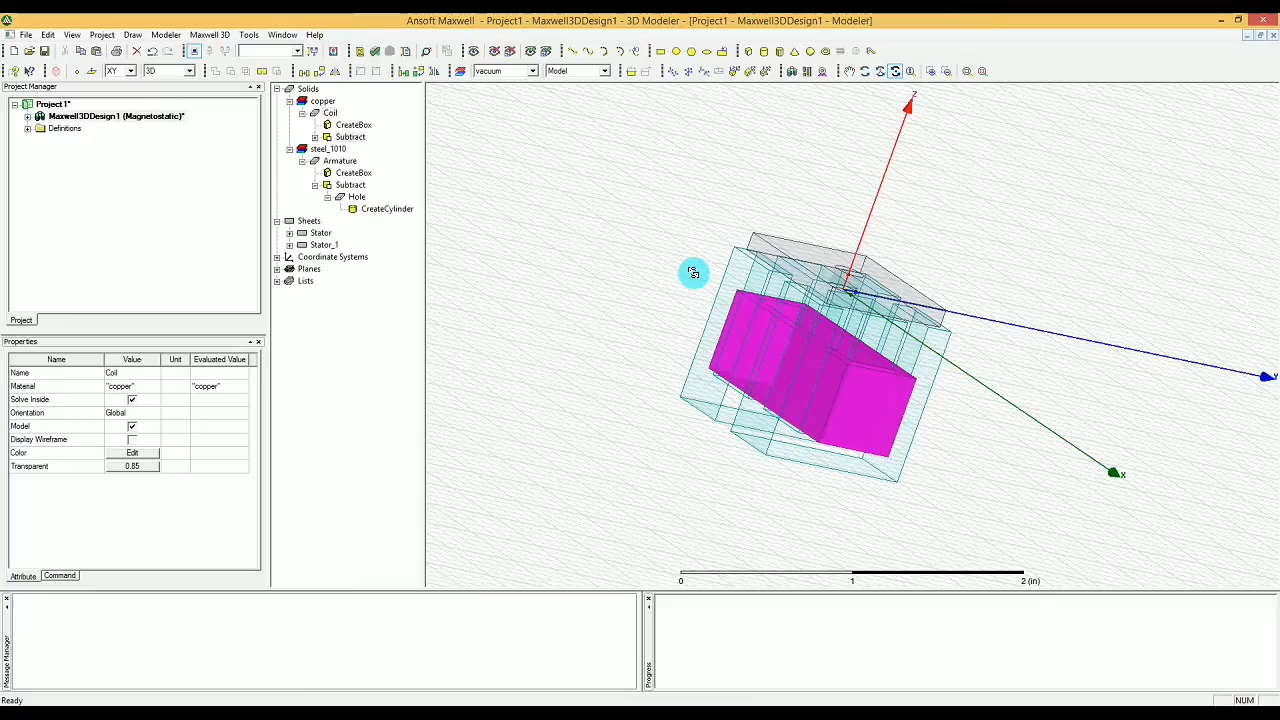 Ansoft Maxwell - Project1 - Maxwell3DDesign1 - 3D Modeler - [Project1 - Maxwell3DDesign1 - Modeler]
File Edit View Project Draw Modeler Maxwell 3D Tools Window Help
XY 3D vacuum Model
Project Manager
Project1*
Maxwell3DDesign1 (Magnetostatic)*
Definitions
Project
Properties
Name Value Unit Evaluated Value
Name Coil
Material "copper" "copper"
Solve Inside
Orientation Global
Model
Display Wireframe
Color Edit
Transparent 0.85
Attribute Command
Solids
copper
Coil
CreateBox
Subtract
steel_1010
Armature
CreateBox
Subtract
Hole
CreateCylinder
Sheets
Stator
Stator_1
Coordinate Systems
Planes
Lists
Z
Y
X
0 1 2 (in)
Message Manager
Progress
Ready
NUM